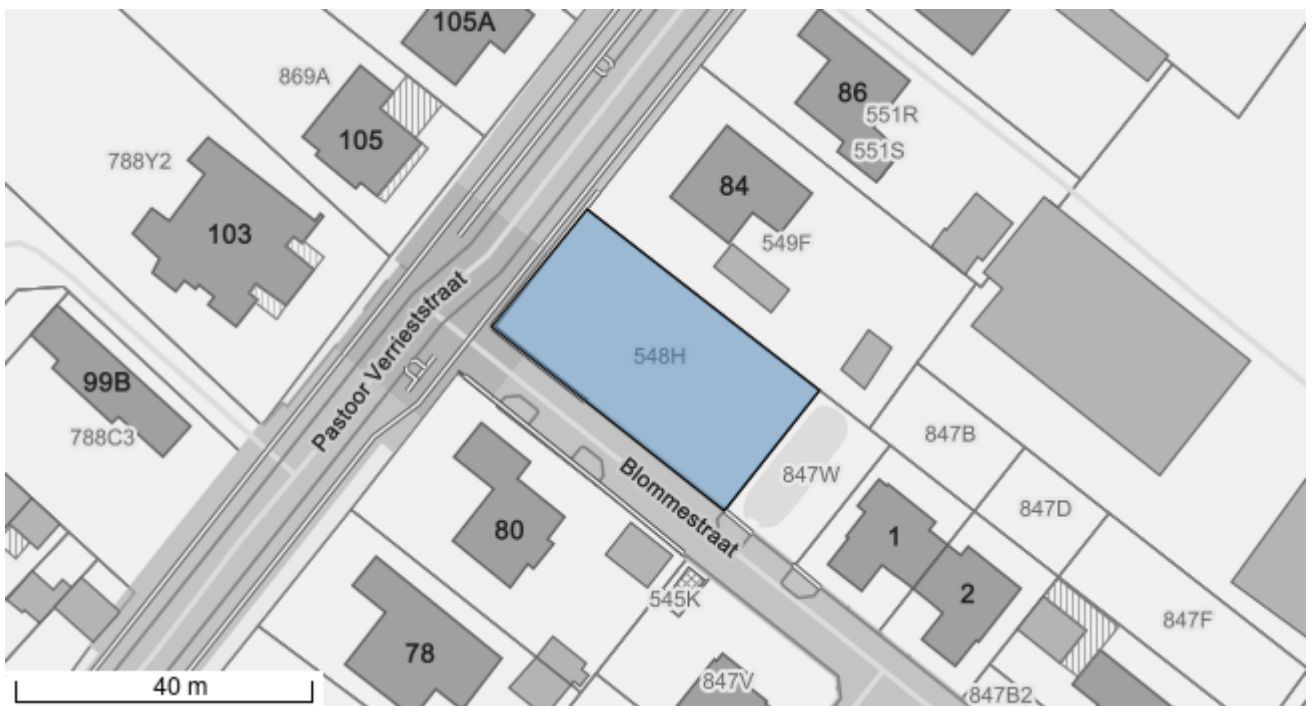 105A
869A
105
86
551R
551S
788Y2
84
103
549F
Pastoor Verrieststraat
548H
99B
788C3
847B
Blommestraat
847W
847D
80
1
2
545K
847F
78
847V
847B2
40 m